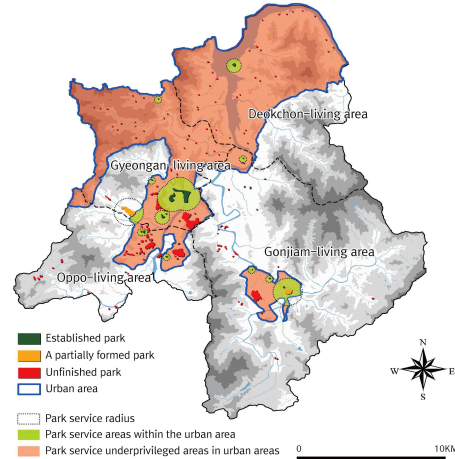 Deokchon-living area
Gyeongan-living area
Gonjiam-living area
Oppo-living area
Established park
A partially formed park
Unfinished park
Urban area
Park service radius
Park service areas within the urban area
Park service underprivileged areas in urban areas
N
W
E
S
0
10KM